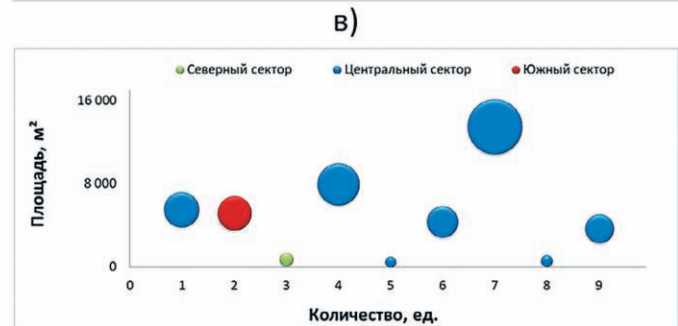 в)
Северный сектор Центральный сектор Южный сектор
Площадь, м²
16 000
8 000
0
0 1 2 3 4 5 6 7 8 9
Количество, ед.